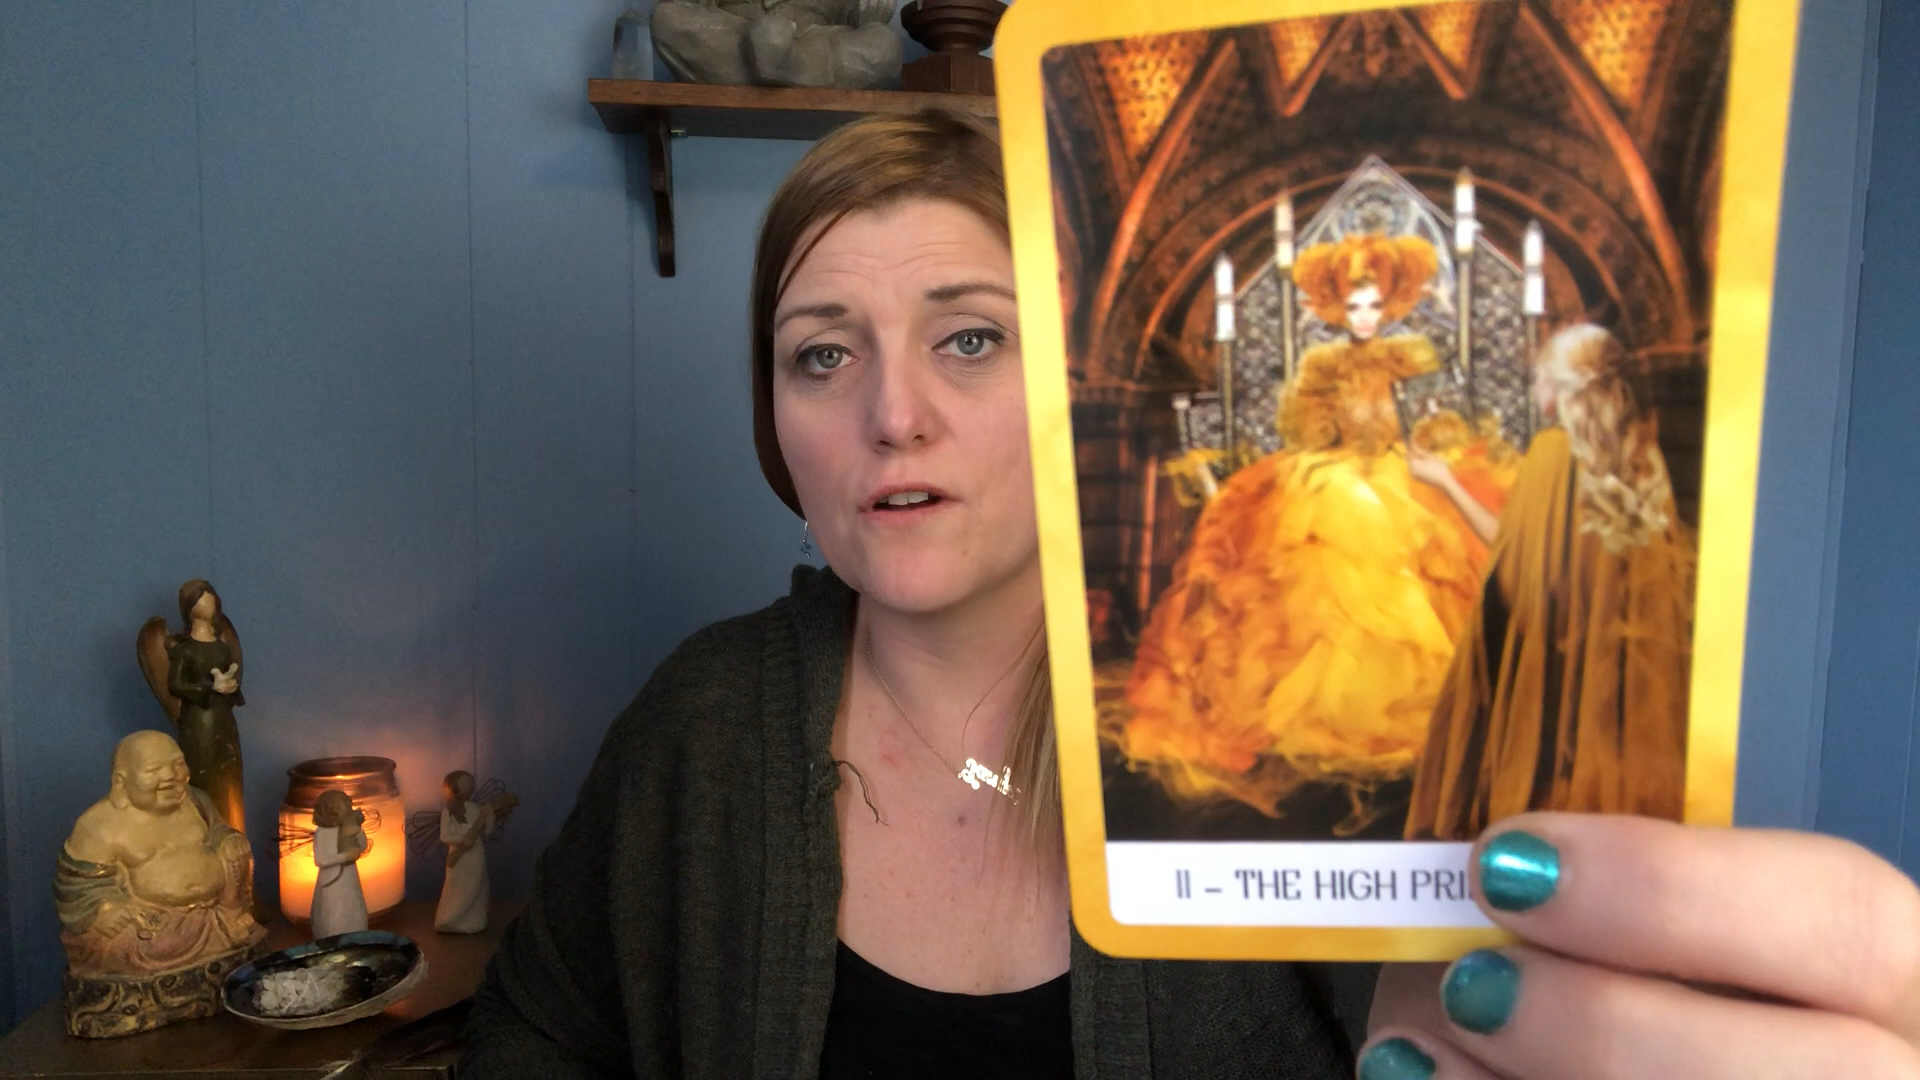 II – THE HIGH PRI